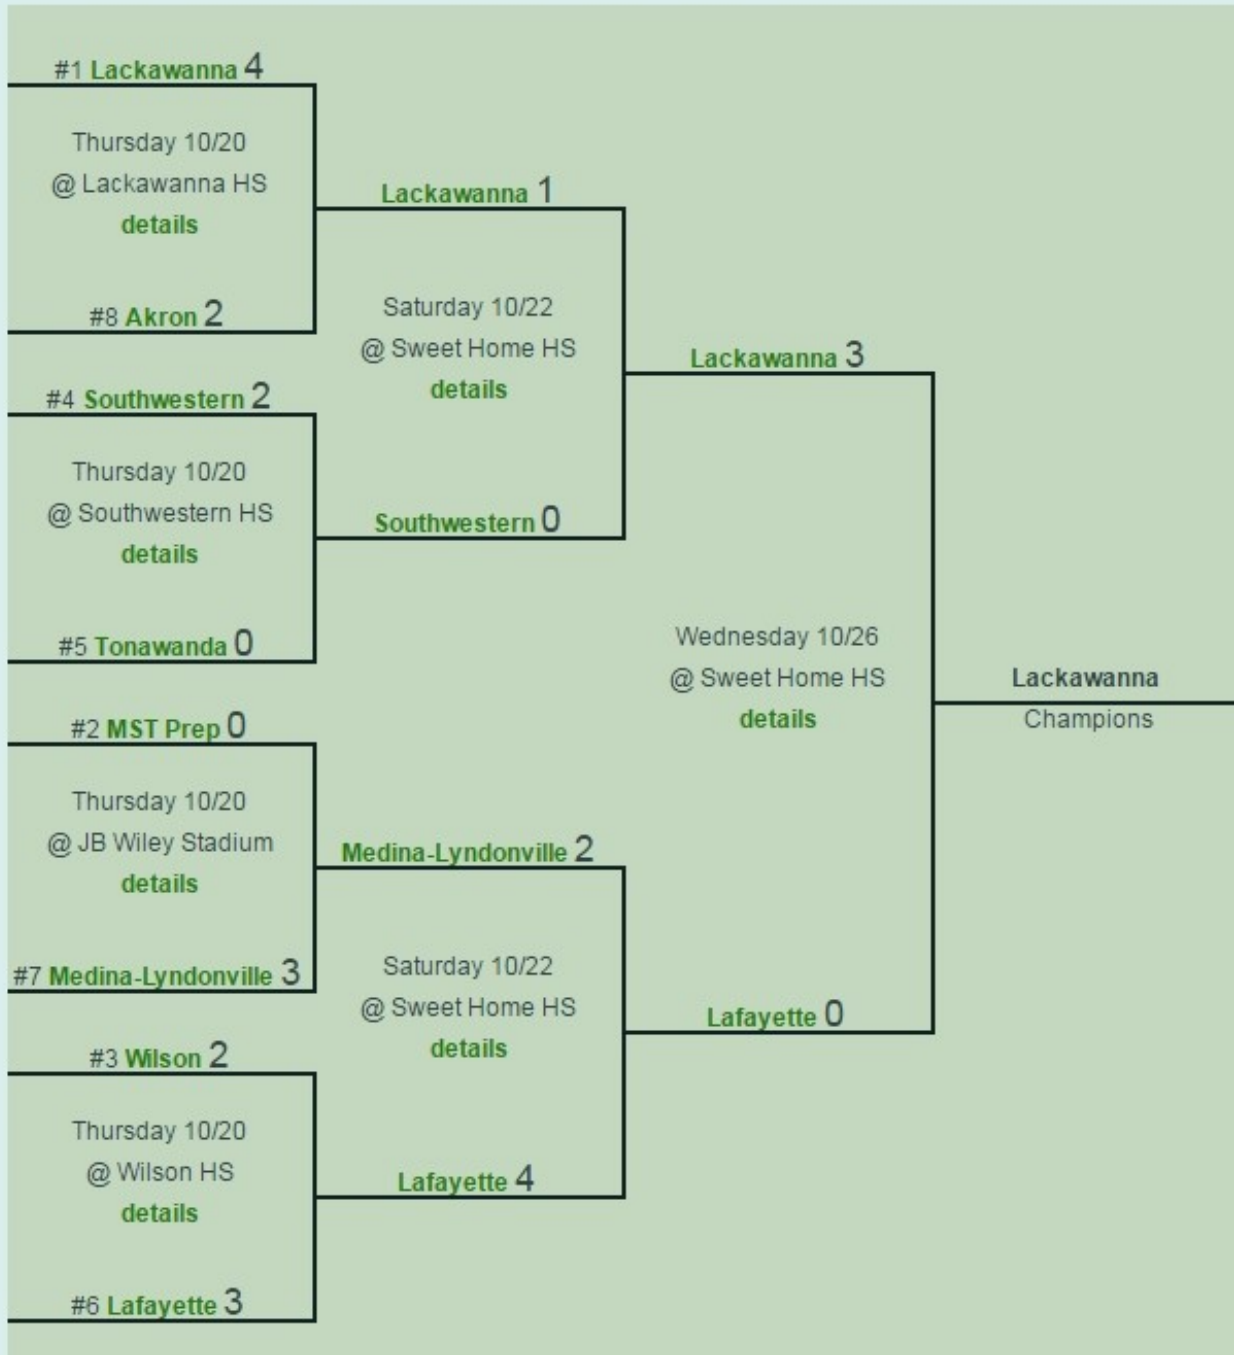 #1 Lackawanna 4
Thursday 10/20
@ Lackawanna HS
details
#8 Akron 2
#4 Southwestern 2
Thursday 10/20
@ Southwestern HS
details
#5 Tonawanda 0
#2 MST Prep 0
Thursday 10/20
@ JB Wiley Stadium
details
#7 Medina-Lyndonville 3
#3 Wilson 2
Thursday 10/20
@ Wilson HS
details
#6 Lafayette 3
Lackawanna 1
Saturday 10/22
@ Sweet Home HS
details
Southwestern 0
Medina-Lyndonville 2
Saturday 10/22
@ Sweet Home HS
details
Lafayette 4
Lackawanna 3
Wednesday 10/26
@ Sweet Home HS
details
Lafayette 0
Lackawanna
Champions